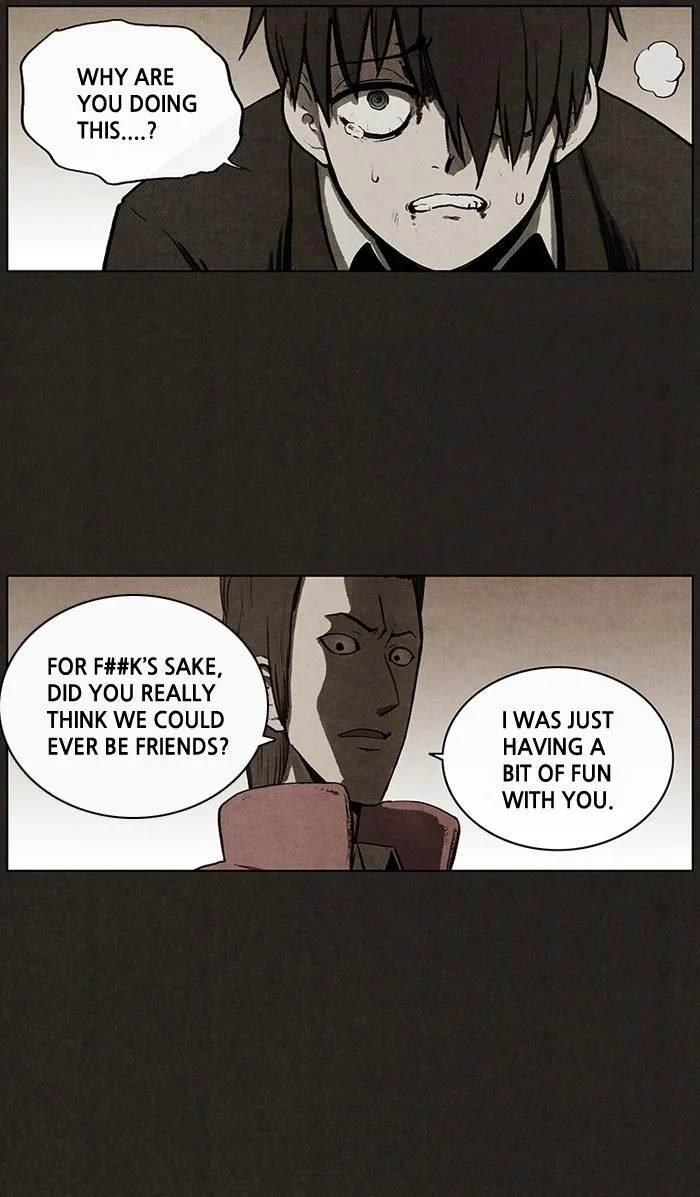 WHY ARE
YOU DOING
THIS....?
FOR F##K'S SAKE,
DID YOU REALLY
THINK WE COULD
EVER BE FRIENDS?
I WAS JUST
HAVING A
BIT OF FUN
WITH YOU.